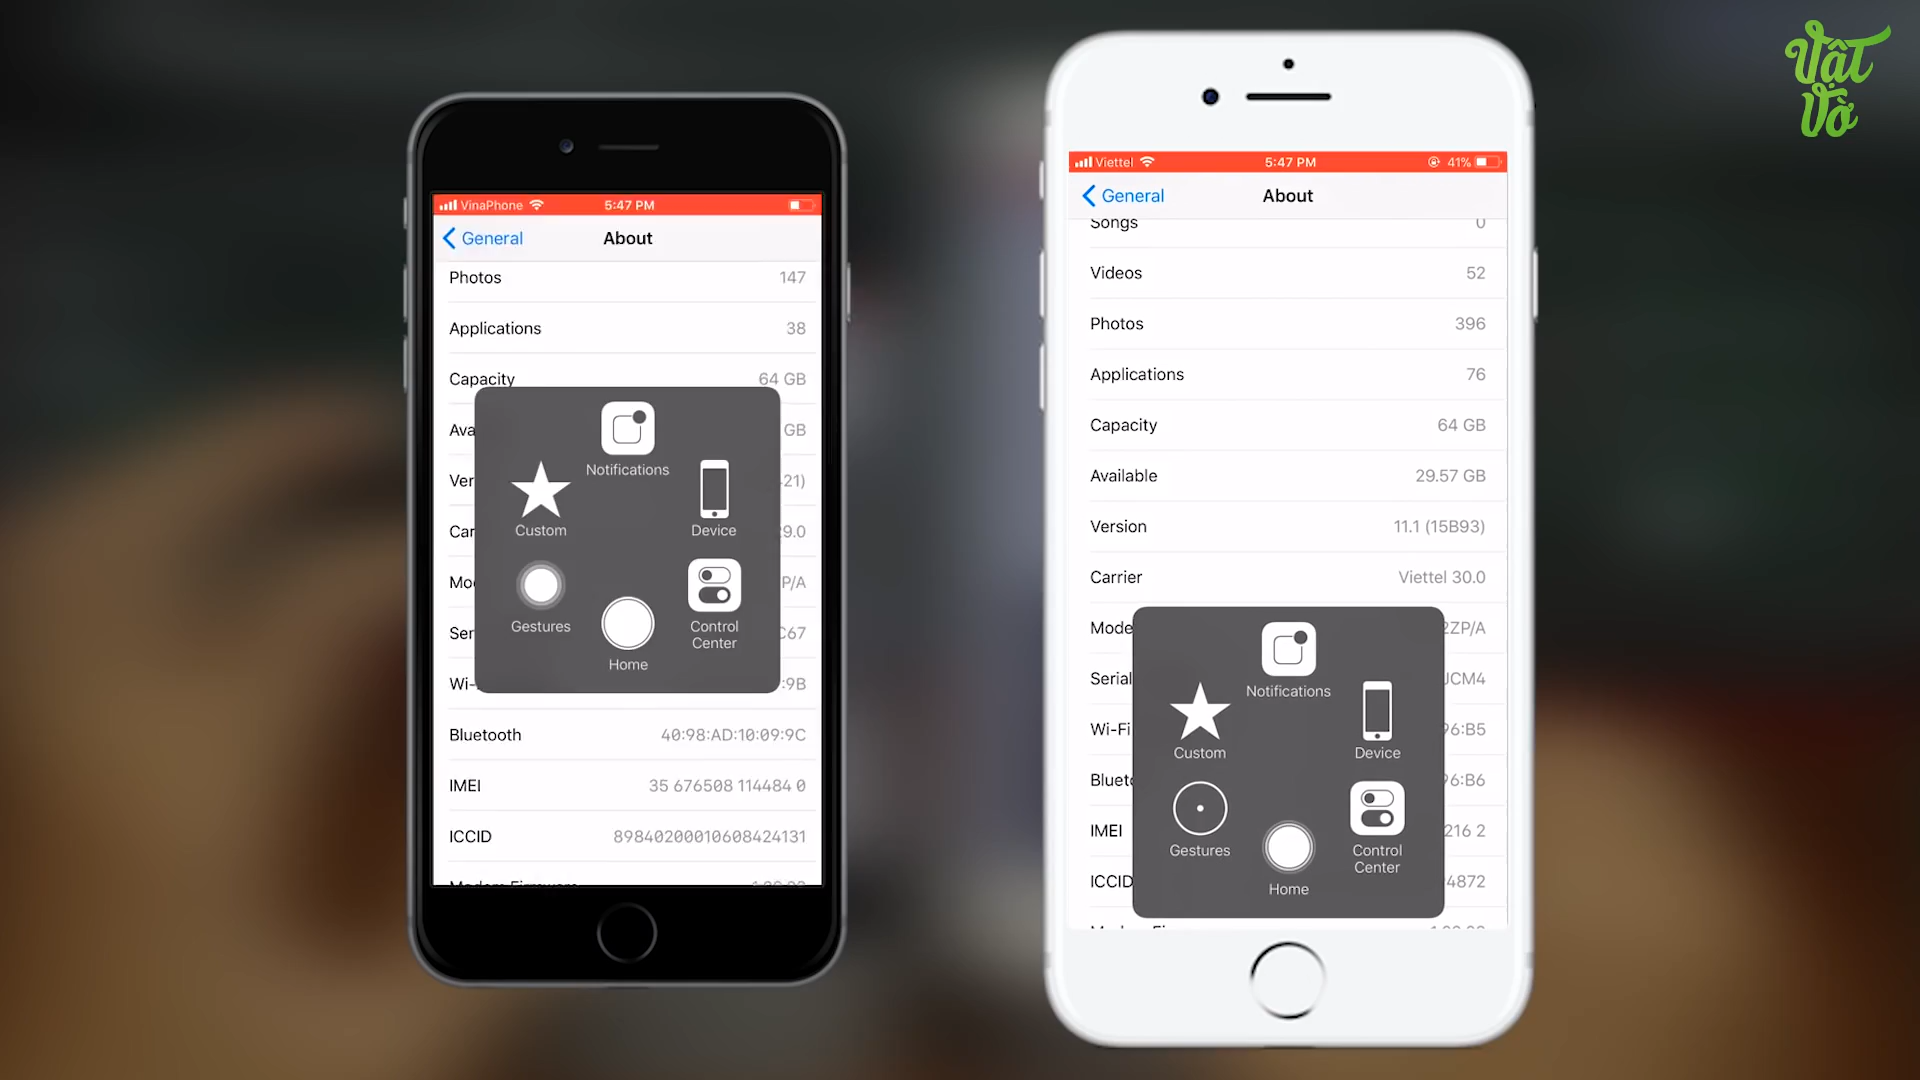 Vật
Vờ
VinaPhone
5:47 PM
General
About
Photos
147
Applications
38
Capacity
64 GB
Ava
GB
Ver
421)
Car
29.0
Mo
P/A
Ser
C67
Wi-
:9B
Bluetooth
40:98:AD:10:09:9C
IMEI
35 676508 114484 0
ICCID
89840200010608424131
Notifications
Custom
Device
Gestures
Control
Center
Home
Viettel
5:47 PM
41%
General
About
Songs
0
Videos
52
Photos
396
Applications
76
Capacity
64 GB
Available
29.57 GB
Version
11.1 (15B93)
Carrier
Viettel 30.0
Mode
2ZP/A
Serial
JCM4
Wi-Fi
96:B5
Bluet
96:B6
IMEI
216 2
ICCID
4872
Notifications
Custom
Device
Gestures
Control
Center
Home